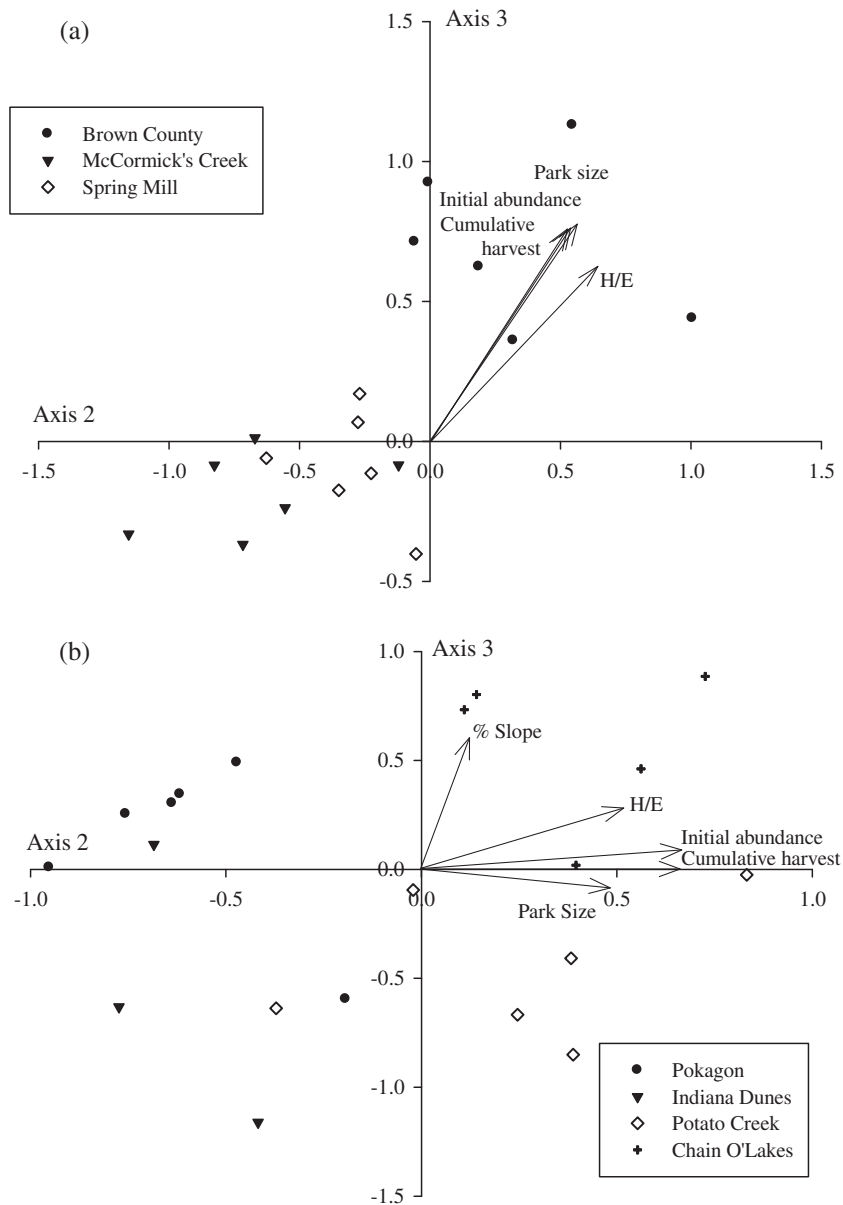 (a)
Axis 3
1.5
Brown County
McCormick's Creek
Spring Mill
1.0
Park size
Initial abundance
Cumulative
harvest
H/E
0.5
Axis 2
0.0
-1.5 -1.0 -0.5 0.0 0.5 1.0 1.5
-0.5
(b)
1.0
Axis 3
% Slope
0.5
H/E
Initial abundance
Axis 2
Cumulative harvest
0.0
-1.0 -0.5 0.0 0.5 1.0
Park Size
-0.5
Pokagon
Indiana Dunes
Potato Creek
Chain O'Lakes
-1.0
-1.5